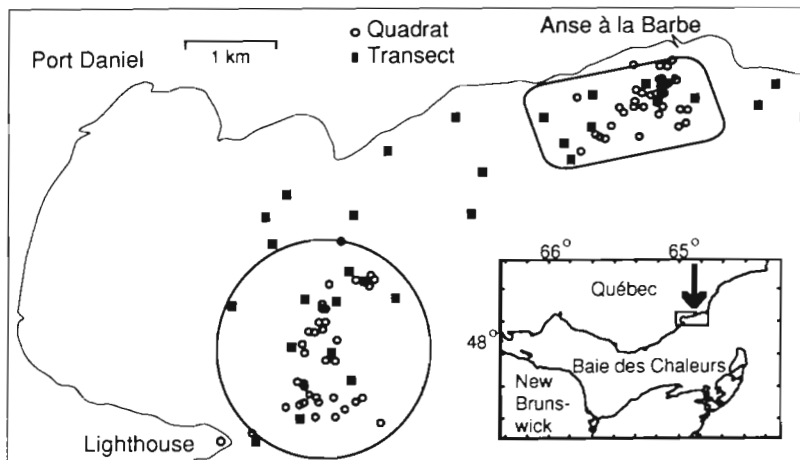 Port Daniel
1 km
Quadrat
Transect
Anse à la Barbe
Lighthouse
66°
65°
Québec
48°
Baie des Chaleurs
New
Bruns-
wick